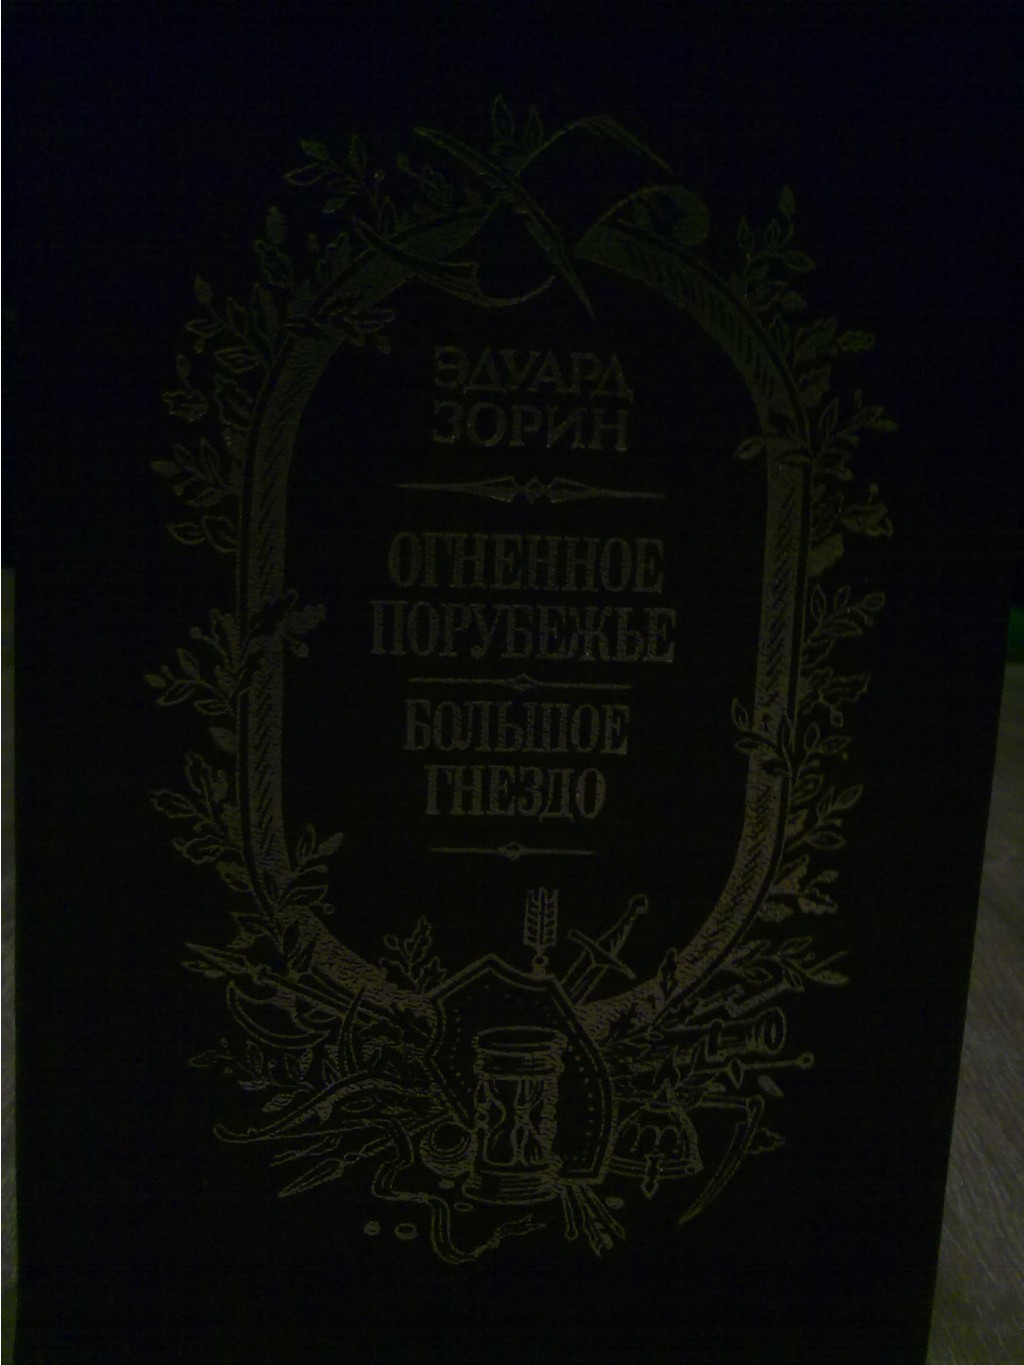 ЭДУАРД
ЗОРИН
ОГНЕННОЕ
ПОРУБЕЖЬЕ
БОЛЬШОЕ
ГНЕЗДО